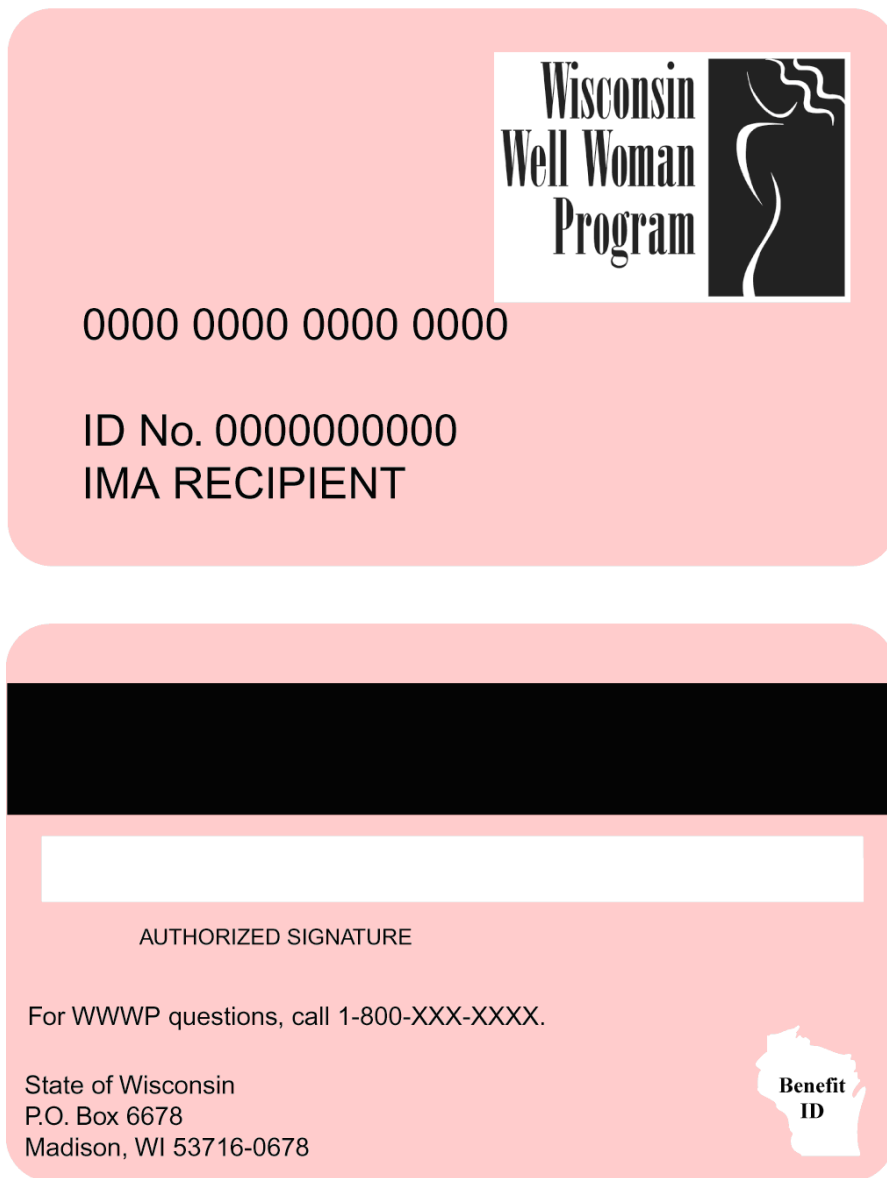 Wisconsin
Well Woman
Program
0000 0000 0000 0000
ID No. 0000000000
IMA RECIPIENT
AUTHORIZED SIGNATURE
For WWWP questions, call 1-800-XXX-XXXX.
State of Wisconsin
P.O. Box 6678
Madison, WI 53716-0678
Benefit
ID